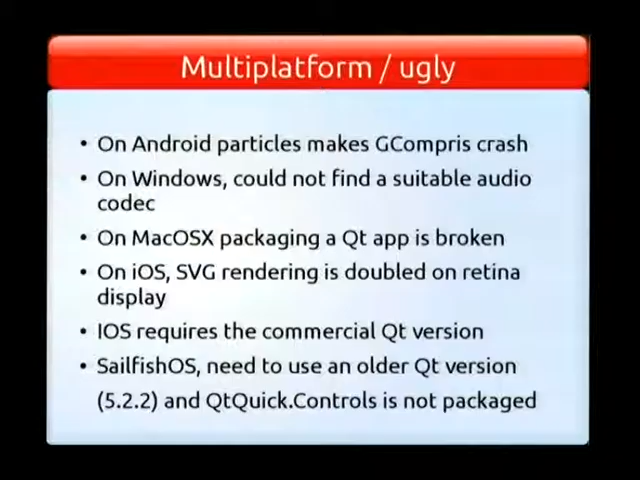 Multiplatform / ugly
• On Android particles makes GCompris crash
• On Windows, could not find a suitable audio
codec
• On MacOSX packaging a Qt app is broken
• On iOS, SVG rendering is doubled on retina
display
• IOS requires the commercial Qt version
• SailfishOS, need to use an older Qt version
(5.2.2) and QtQuick.Controls is not packaged